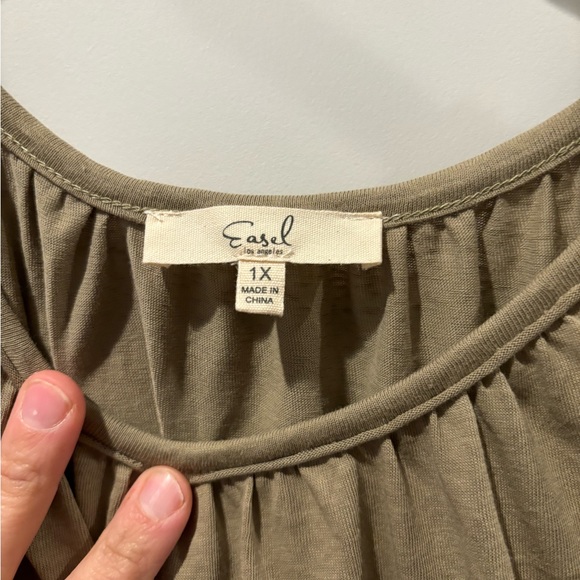 Easel
los angeles
1X
MADE IN
CHINA